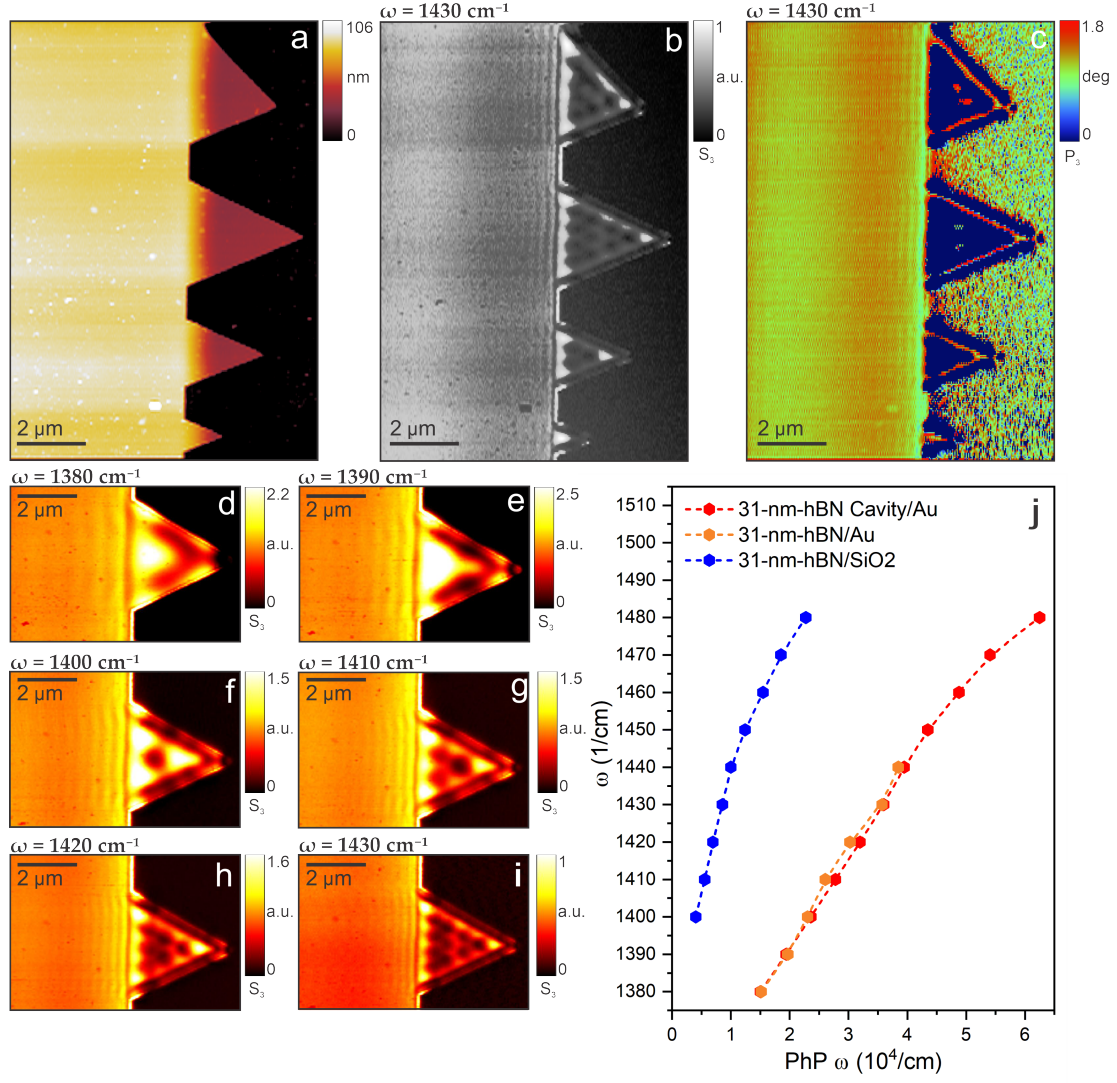 ω = 1430 cm⁻¹
ω = 1430 cm⁻¹
a
106
nm
0
2 µm
b
1
a.u.
0
S₃
2 µm
c
1.8
deg
0
P₃
2 µm
ω = 1380 cm⁻¹
2 µm
d
2.2
a.u.
0
S₃
ω = 1390 cm⁻¹
2 µm
e
2.5
a.u.
0
S₃
ω = 1400 cm⁻¹
2 µm
f
1.5
a.u.
0
S₃
ω = 1410 cm⁻¹
2 µm
g
1.5
a.u.
0
S₃
ω = 1420 cm⁻¹
2 µm
h
1.6
a.u.
0
S₃
ω = 1430 cm⁻¹
2 µm
i
1
a.u.
0
S₃
j
31-nm-hBN Cavity/Au
31-nm-hBN/Au
31-nm-hBN/SiO2
1510
1500
1490
1480
1470
1460
1450
1440
1430
1420
1410
1400
1390
1380
ω (1/cm)
0 1 2 3 4 5 6
PhP ω (10⁴/cm)